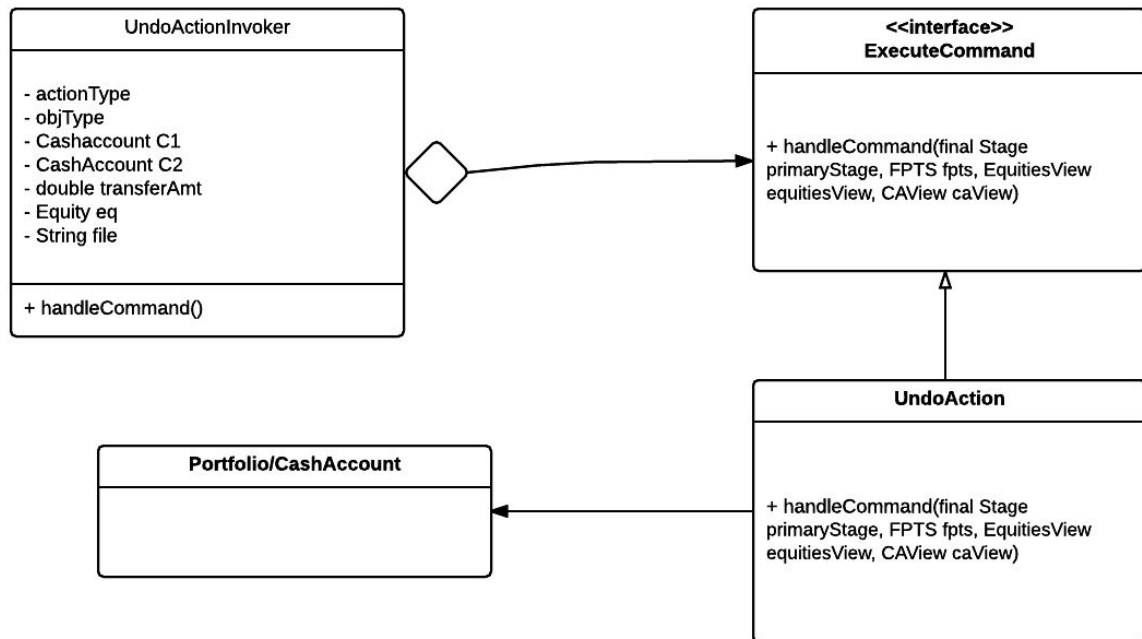 UndoActionInvoker
- actionType
- objType
- Cashaccount C1
- CashAccount C2
- double transferAmt
- Equity eq
- String file
+ handleCommand()
<<interface>>
ExecuteCommand
+ handleCommand(final Stage
primaryStage, FPTS fpts, EquitiesView
equitiesView, CAView caView)
Portfolio/CashAccount
UndoAction
+ handleCommand(final Stage
primaryStage, FPTS fpts, EquitiesView
equitiesView, CAView caView)